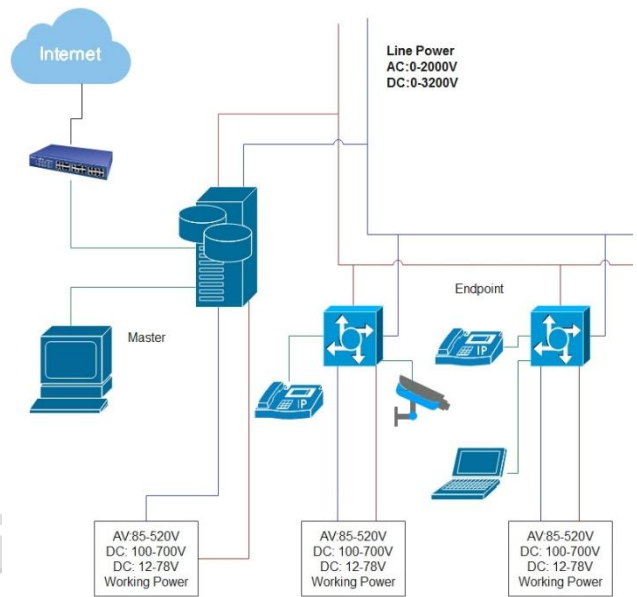 Internet
Line Power
AC:0-2000V
DC:0-3200V
Endpoint
Master
IP
IP
AV:85-520V
DC: 100-700V
DC: 12-78V
Working Power
AV:85-520V
DC: 100-700V
DC: 12-78V
Working Power
AV:85-520V
DC: 100-700V
DC: 12-78V
Working Power